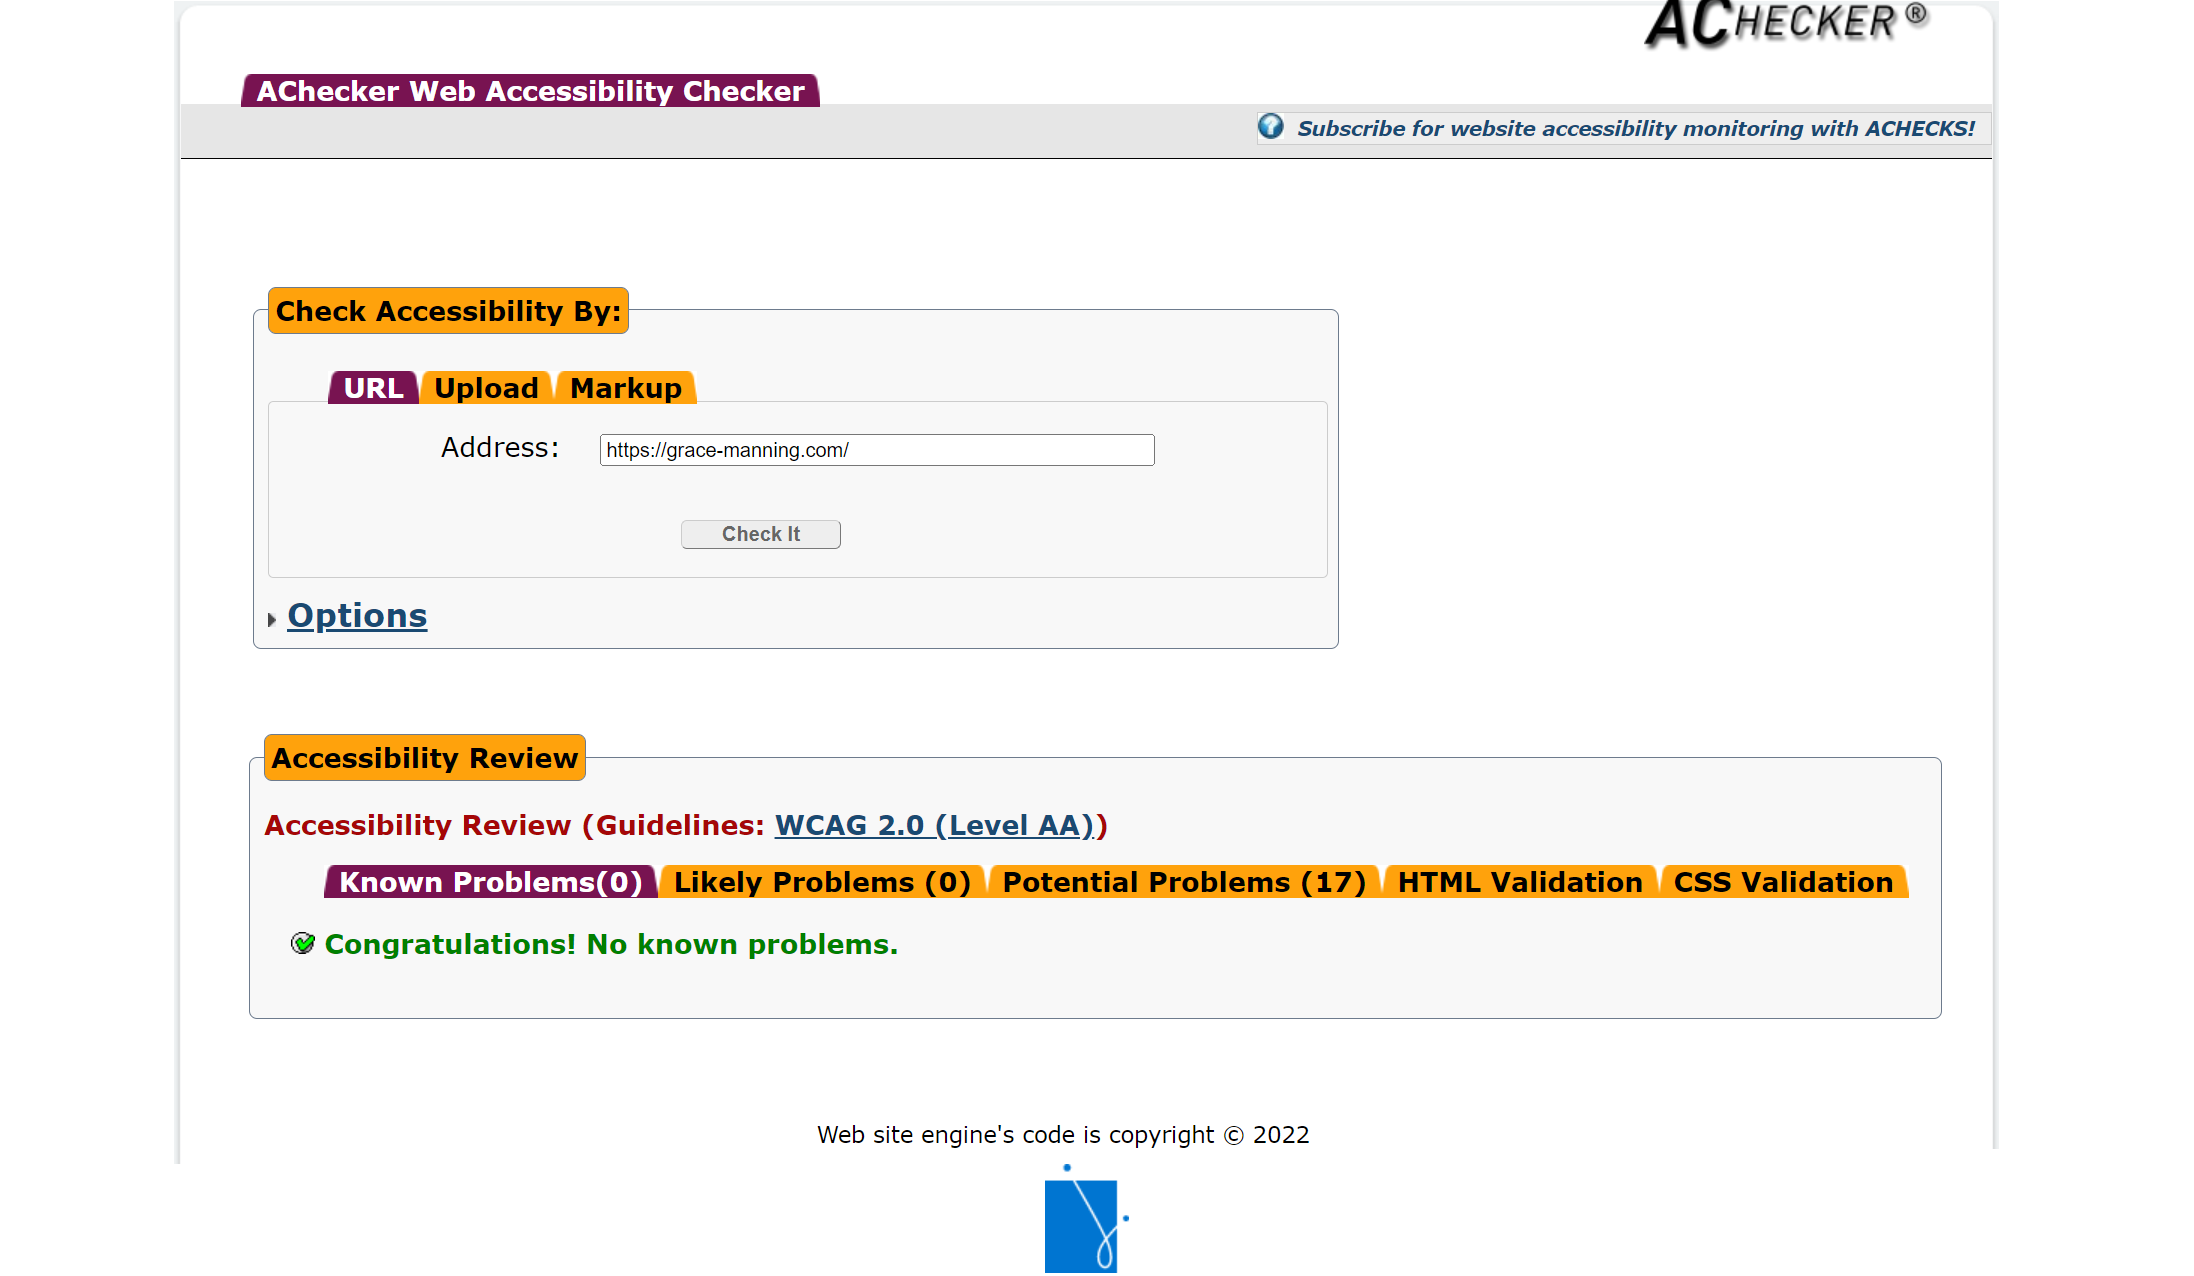 ACHECKER ®
AChecker Web Accessibility Checker
Subscribe for website accessibility monitoring with ACHECKS!
Check Accessibility By:
URL Upload Markup
Address: https://grace-manning.com/
Check It
Options
Accessibility Review
Accessibility Review (Guidelines: WCAG 2.0 (Level AA))
Known Problems(0) Likely Problems (0) Potential Problems (17) HTML Validation CSS Validation
Congratulations! No known problems.
Web site engine's code is copyright © 2022